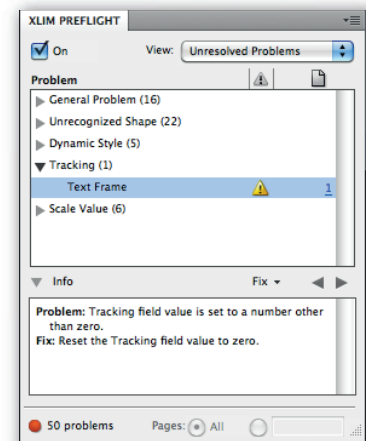 XLIM PREFLIGHT
On View: Unresolved Problems
Problem
General Problem (16)
Unrecognized Shape (22)
Dynamic Style (5)
Tracking (1)
Text Frame 1
Scale Value (6)
Info Fix
Problem: Tracking field value is set to a number other
than zero.
Fix: Reset the Tracking field value to zero.
50 problems Pages: All